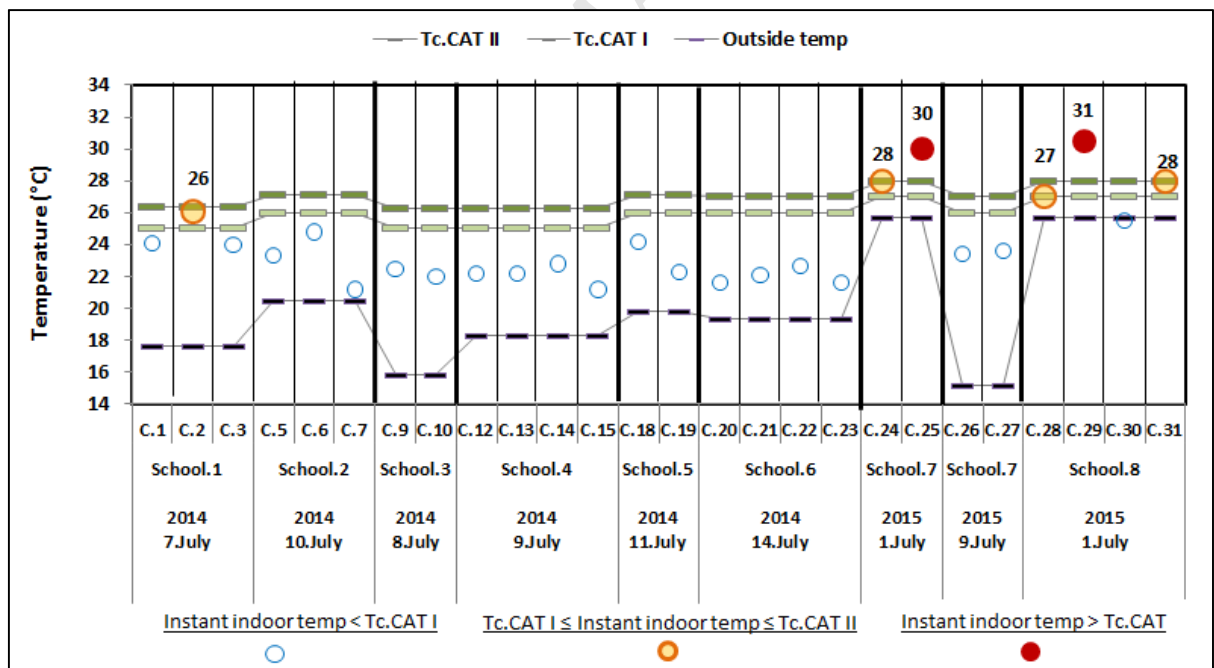 Tc.CAT II Tc.CAT I Outside temp
Temperature (°C)
34
32
30
28
26
24
22
20
18
16
14
26
28
30
27
31
28
C.1 C.2 C.3 C.5 C.6 C.7 C.9 C.10 C.12 C.13 C.14 C.15 C.18 C.19 C.20 C.21 C.22 C.23 C.24 C.25 C.26 C.27 C.28 C.29 C.30 C.31
School.1 School.2 School.3 School.4 School.5 School.6 School.7 School.7 School.8
2014 2014 2014 2014 2014 2014 2015 2015 2015
7.July 10.July 8.July 9.July 11.July 14.July 1.July 9.July 1.July
Instant indoor temp < Tc.CAT I Tc.CAT I ≤ Instant indoor temp ≤ Tc.CAT II Instant indoor temp > Tc.CAT